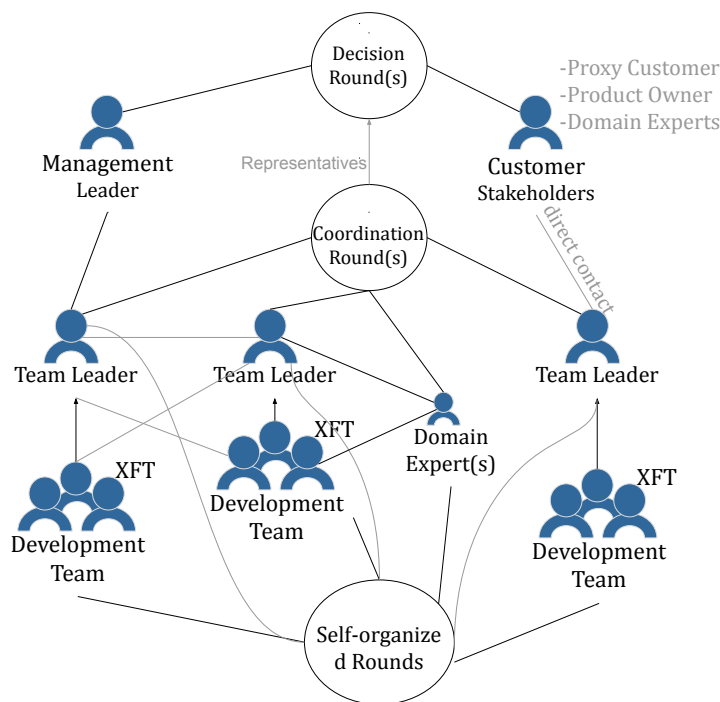 Decision
Round(s)
-Proxy Customer
-Product Owner
-Domain Experts
Management
Leader
Representatives
Customer
Stakeholders
Coordination
Round(s)
direct contact
Team Leader
Team Leader
Team Leader
XFT
Domain
Expert(s)
XFT
XFT
Development
Team
Development
Team
Development
Team
Self-organize
d Rounds